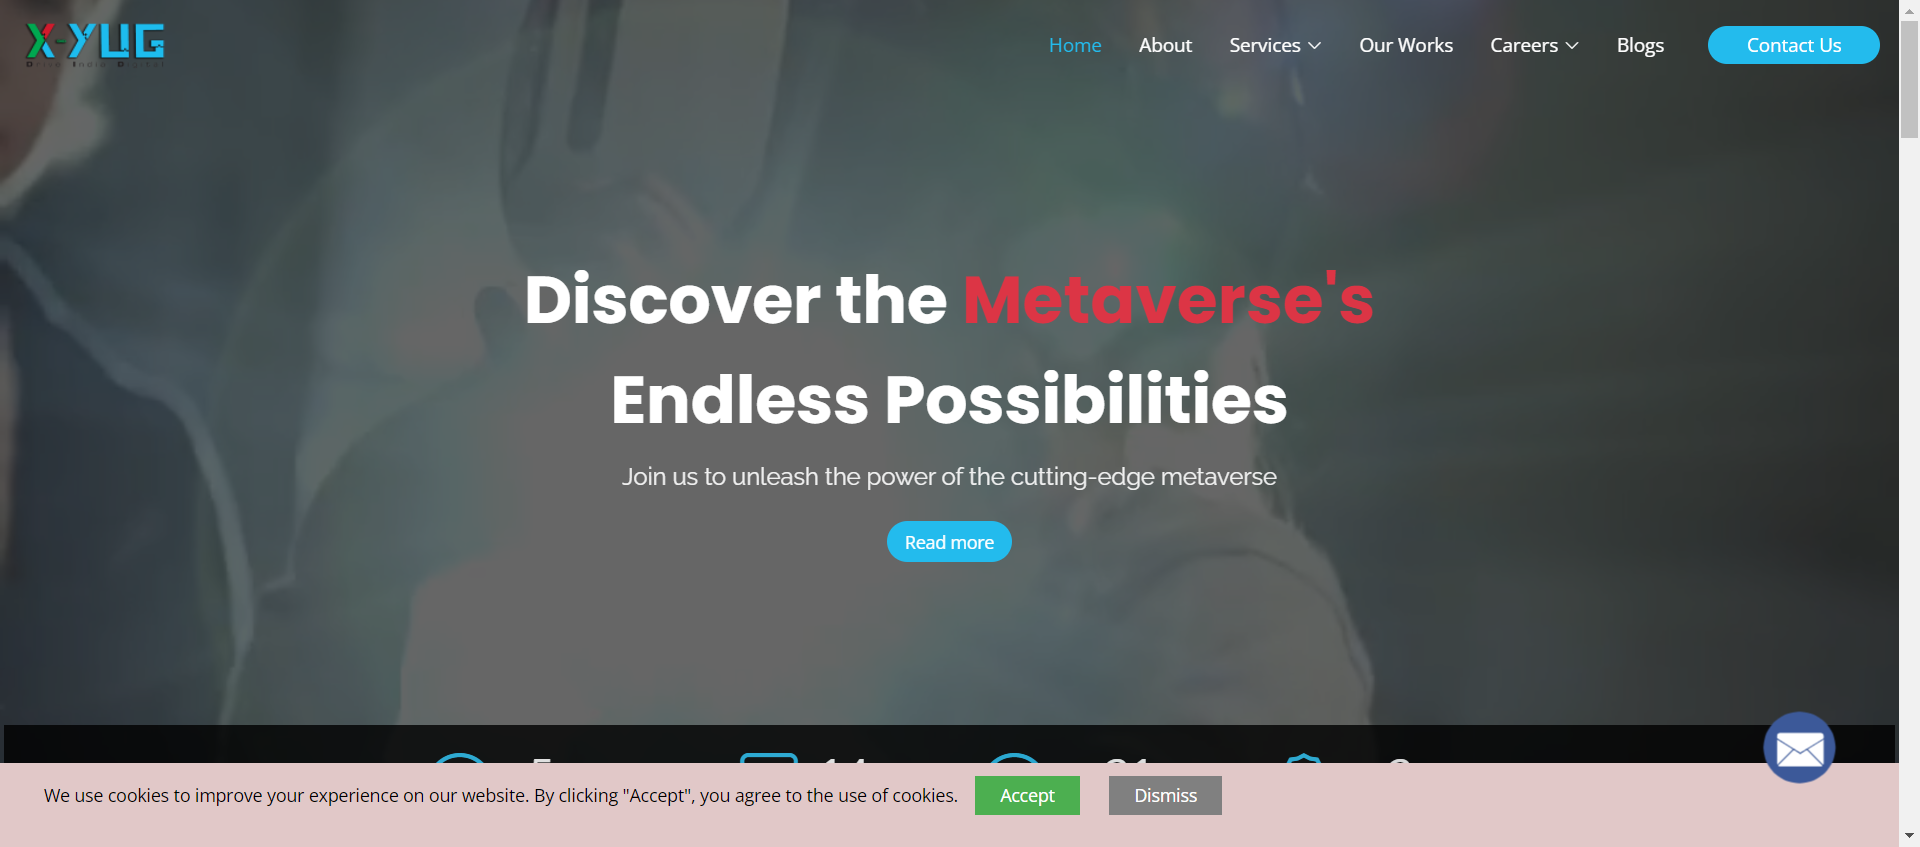 X-YUG
Home
About
Services
Our Works
Careers
Blogs
Contact Us
Discover the Metaverse's
Endless Possibilities
Join us to unleash the power of the cutting-edge metaverse
Read more
We use cookies to improve your experience on our website. By clicking "Accept", you agree to the use of cookies.
Accept
Dismiss